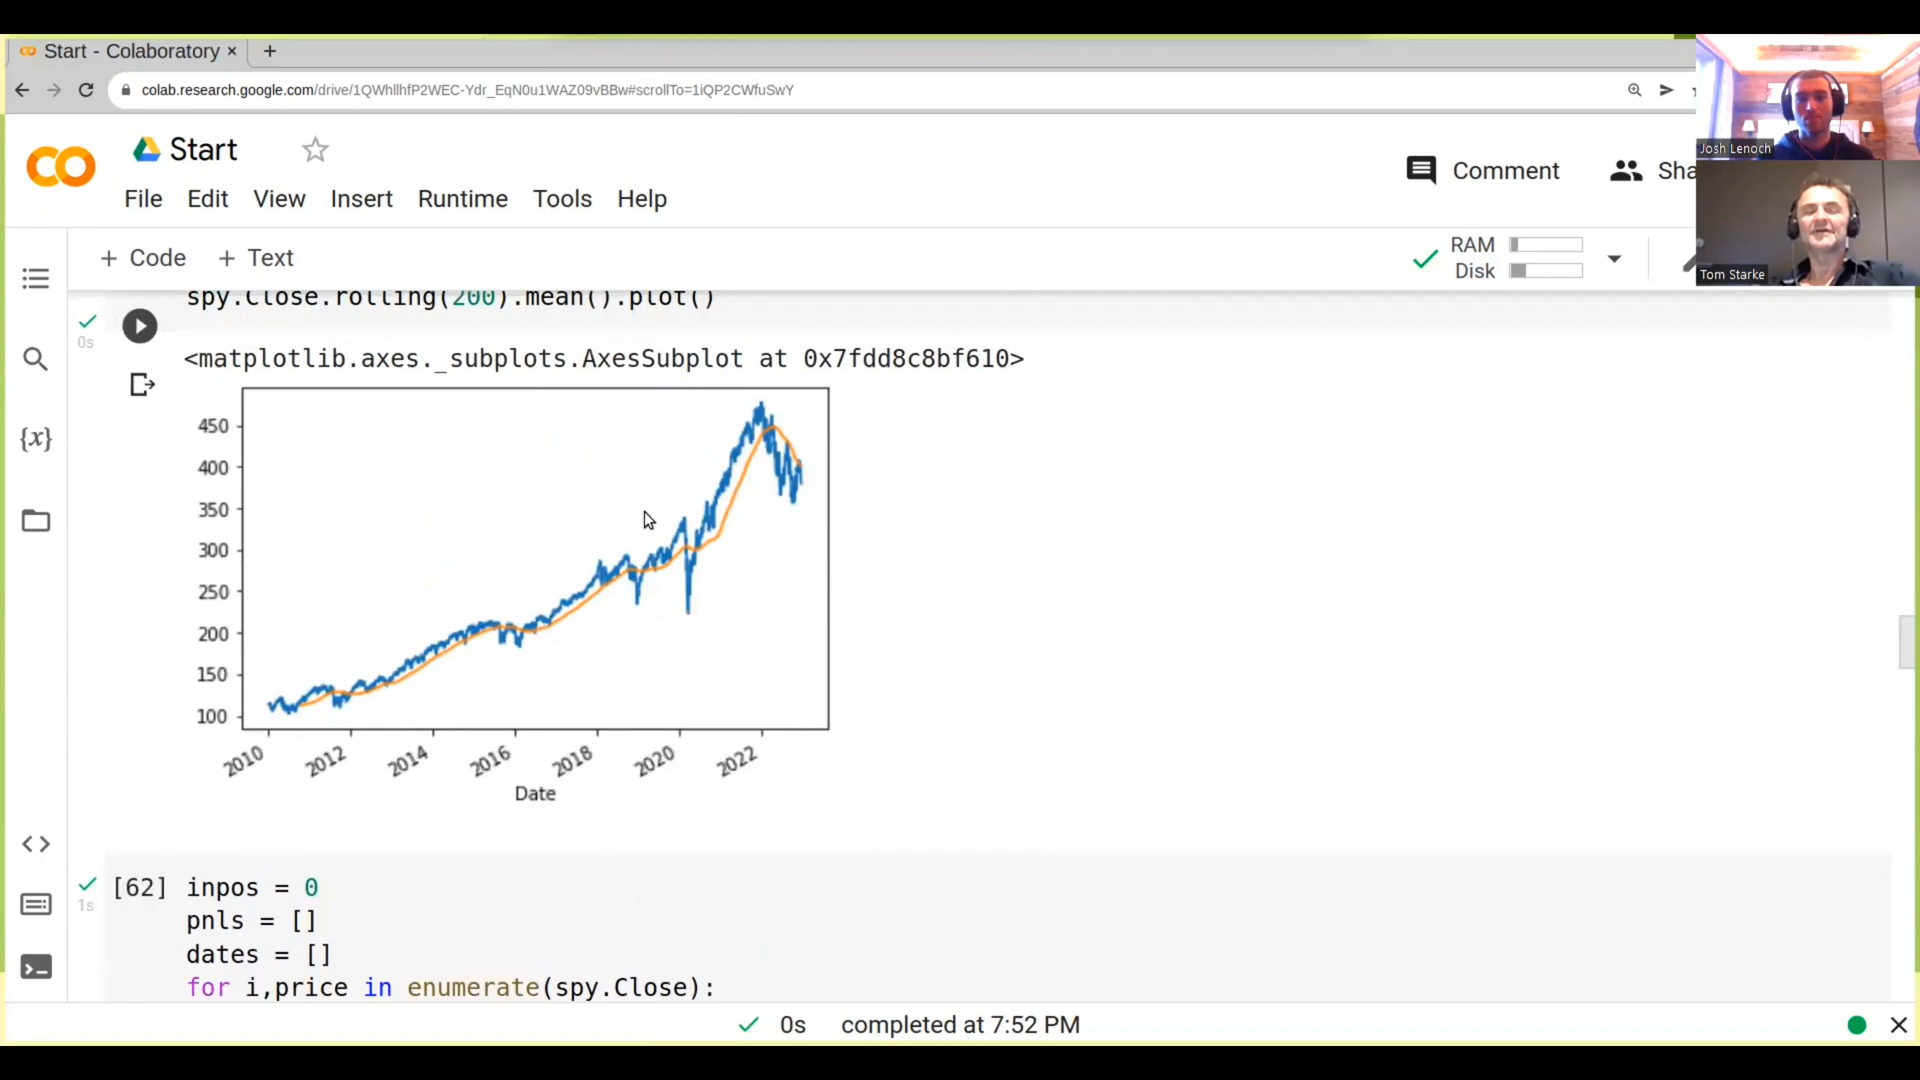 Start - Colaboratory × +
colab.research.google.com/drive/1QWhllhfP2WEC-Ydr_EqN0u1WAZ09vBBw#scrollTo=1iQP2CWfuSwY
Start
File Edit View Insert Runtime Tools Help
Comment Sha
+ Code + Text
RAM
Disk
Josh Lenoch
Tom Starke
spy.Close.rolling(200).mean().plot()
0s
<matplotlib.axes._subplots.AxesSubplot at 0x7fdd8c8bf610>
{x}
450
400
350
300
250
200
150
100
2010 2012 2014 2016 2018 2020 2022
Date
[62] inpos = 0
1s
pnls = []
dates = []
for i,price in enumerate(spy.Close):
0s completed at 7:52 PM